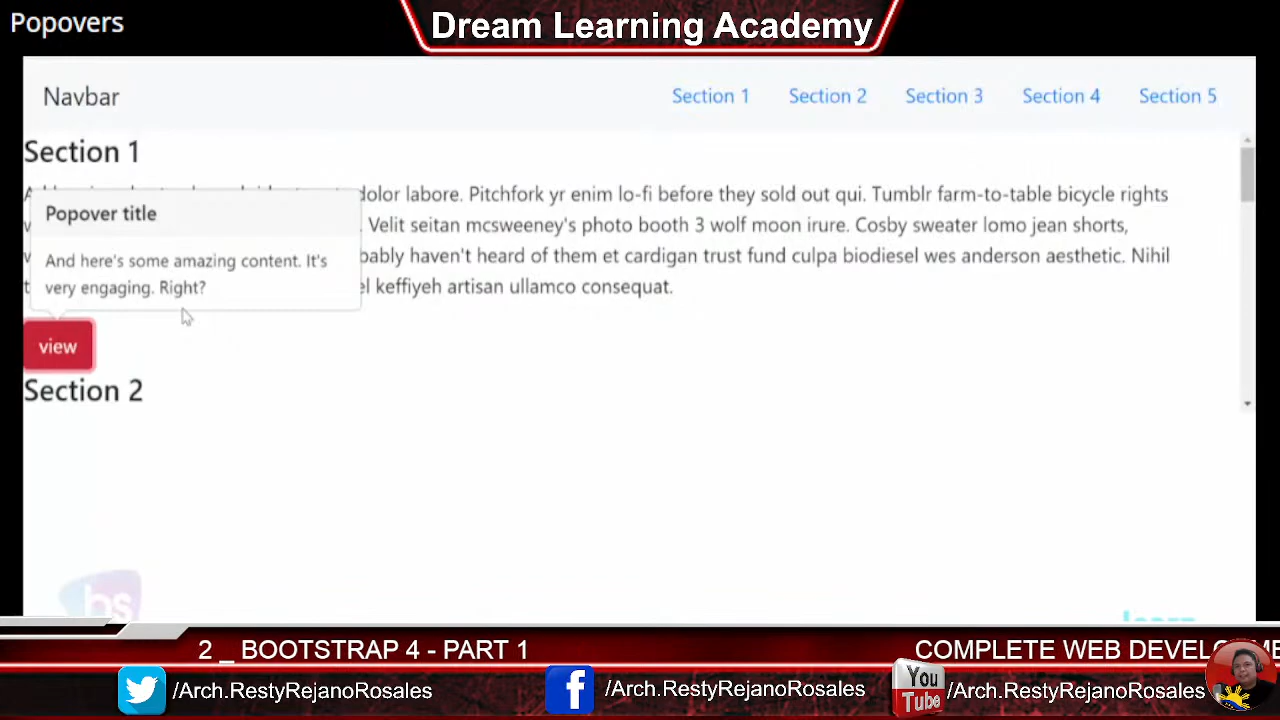 Popovers
Dream Learning Academy
Navbar
Section 1 Section 2 Section 3 Section 4 Section 5
Section 1
dolor labore. Pitchfork yr enim lo-fi before they sold out qui. Tumblr farm-to-table bicycle rights
Popover title
Velit seitan mcsweeney's photo booth 3 wolf moon irure. Cosby sweater lomo jean shorts,
haven't heard of them et cardigan trust fund culpa biodiesel wes anderson aesthetic. Nihil
And here's some amazing content. It's
very engaging. Right?
keffiyeh artisan ullamco consequat.
view
Section 2
bs
2 _ BOOTSTRAP 4 - PART 1
COMPLETE WEB
/Arch.RestyRejanoRosales
/Arch.RestyRejanoRosales
You Tube /Arch.RestyRejanoRosales